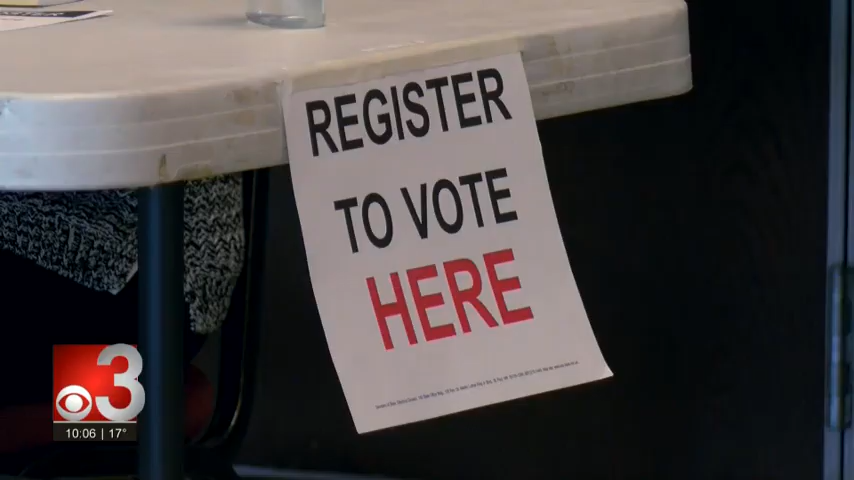 REGISTER
TO VOTE
HERE
3
10:06 | 17°